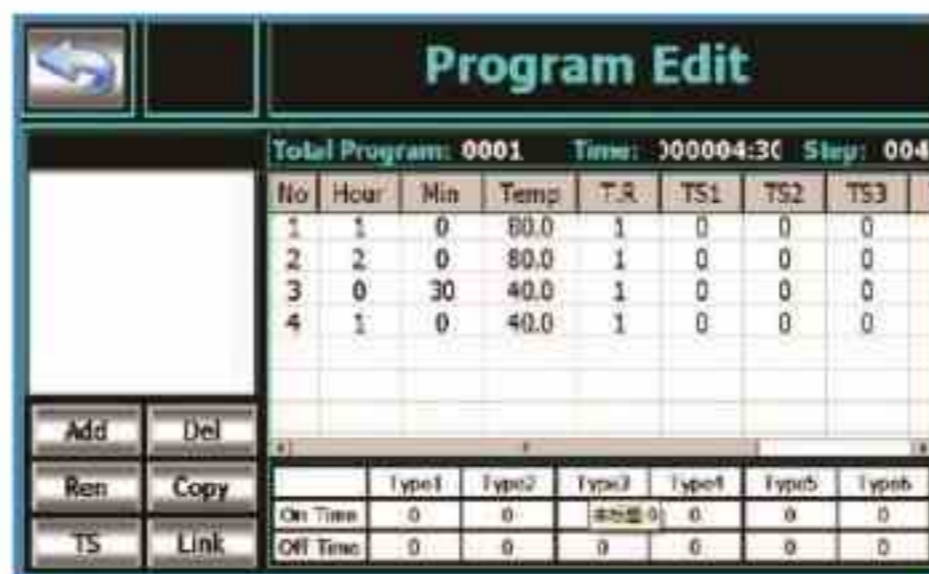 Program Edit
Total Program: 0001 Time: 000004:30 Step: 004
No Hour Min Temp T.R TS1 TS2 TS3
1 1 0 80.0 1 0 0 0
2 2 0 80.0 1 0 0 0
3 0 30 40.0 1 0 0 0
4 1 0 40.0 1 0 0 0
Add Del
Ren Copy
TS Link
Type1 Type2 Type3 Type4 Type5 Type6
On Time 0 0 0 0 0 0
Off Time 0 0 0 0 0 0